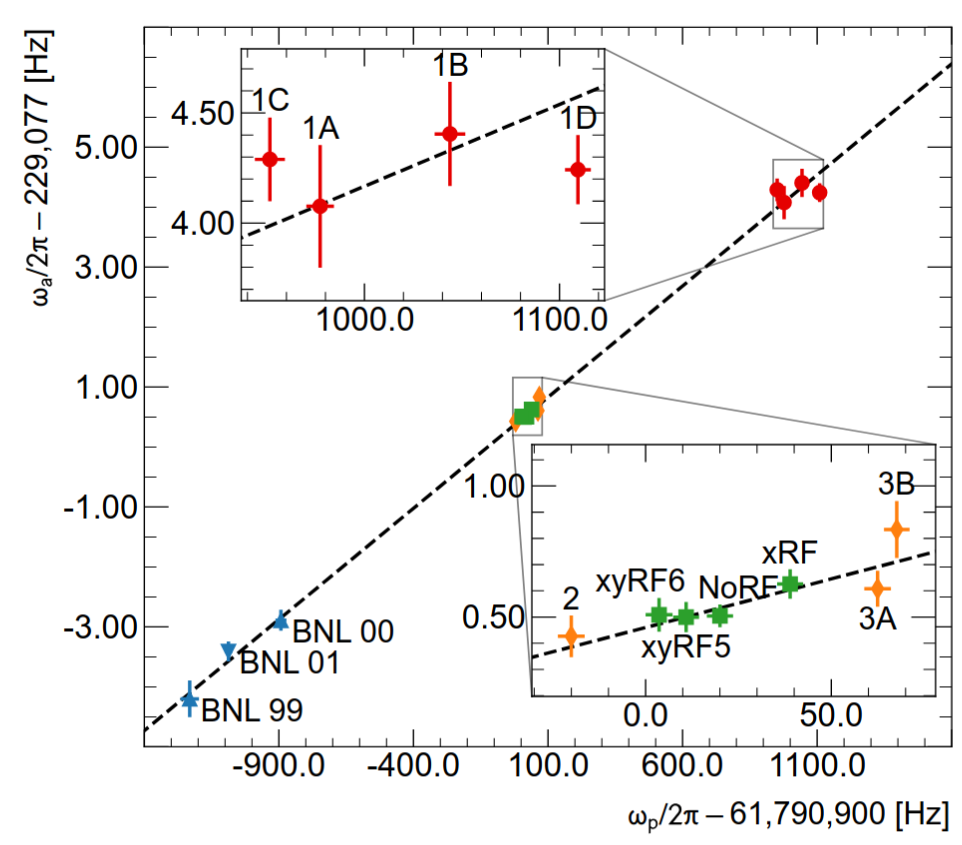 ωa/2π − 229,077 [Hz]
5.00
3.00
1.00
-1.00
-3.00
4.50
4.00
1C
1A
1B
1D
1000.0
1100.0
1.00
0.50
2
xyRF6
xyRF5
NoRF
xRF
3A
3B
0.0
50.0
BNL 00
BNL 01
BNL 99
-900.0
-400.0
100.0
600.0
1100.0
ωp/2π − 61,790,900 [Hz]